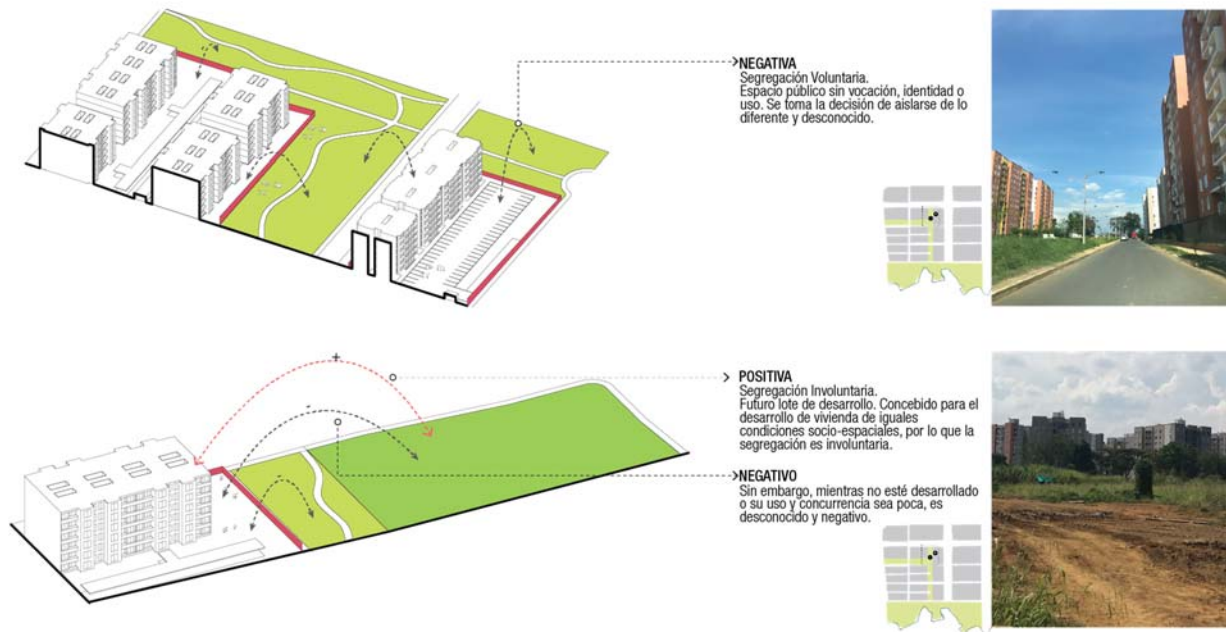 NEGATIVA
Segregación Voluntaria.
Espacio público sin vocación, identidad o
uso. Se toma la decisión de aislarse de lo
diferente y desconocido.
+
-
-
POSITIVA
Segregación Involuntaria.
Futuro lote de desarrollo. Concebido para el
desarrollo de vivienda de iguales
condiciones socio-espaciales, por lo que la
segregación es involuntaria.
NEGATIVO
Sin embargo, mientras no esté desarrollado
o su uso y concurrencia sea poca, es
desconocido y negativo.